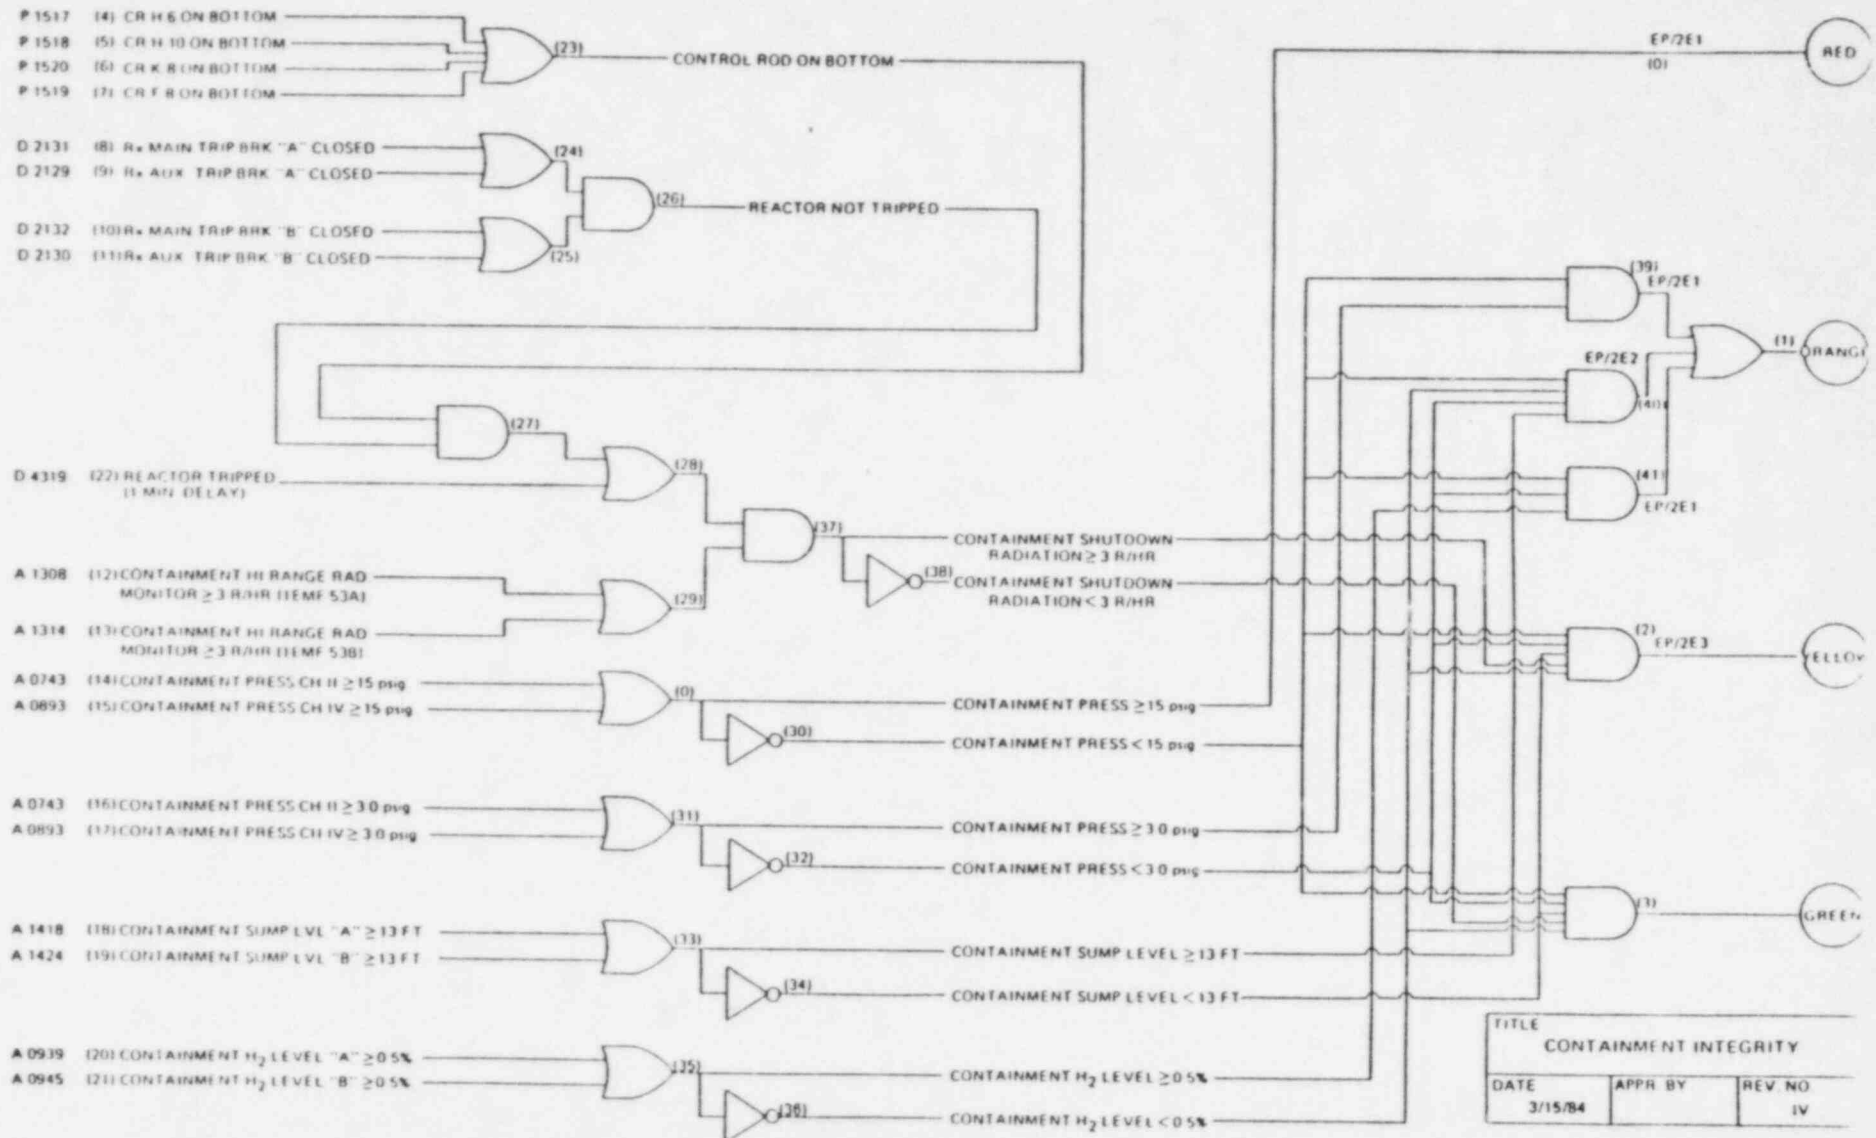 P 1517 (4) CR H 6 ON BOTTOM
P 1518 (5) CR H 10 ON BOTTOM
P 1520 (6) CR K 8 ON BOTTOM
P 1519 (7) CR F 8 ON BOTTOM
(23)
CONTROL ROD ON BOTTOM
EP/2E1
(0)
RED
D 2131 (8) Rx MAIN TRIP BRK "A" CLOSED
D 2129 (9) Rx AUX TRIP BRK "A" CLOSED
(24)
(26)
REACTOR NOT TRIPPED
D 2132 (10) Rx MAIN TRIP BRK "B" CLOSED
D 2130 (11) Rx AUX TRIP BRK "B" CLOSED
(25)
(39)
EP/2E1
EP/2E2
(1)
ORANGE
(27)
(28)
D 4319 (22) REACTOR TRIPPED
(1 MIN DELAY)
(41)
EP/2E1
(37)
CONTAINMENT SHUTDOWN
RADIATION ≥ 3 R/HR
(38)
CONTAINMENT SHUTDOWN
RADIATION < 3 R/HR
A 1308 (12) CONTAINMENT HI RANGE RAD
MONITOR ≥ 3 R/HR (1EMF 53A)
(29)
A 1314 (13) CONTAINMENT HI RANGE RAD
MONITOR ≥ 3 R/HR (1EMF 53B)
(2)
EP/2E3
YELLOW
A 0743 (14) CONTAINMENT PRESS CH II ≥ 15 psig
A 0893 (15) CONTAINMENT PRESS CH IV ≥ 15 psig
(0)
CONTAINMENT PRESS ≥ 15 psig
(30)
CONTAINMENT PRESS < 15 psig
A 0743 (16) CONTAINMENT PRESS CH II ≥ 3.0 psig
A 0893 (17) CONTAINMENT PRESS CH IV ≥ 3.0 psig
(31)
CONTAINMENT PRESS ≥ 3.0 psig
(32)
CONTAINMENT PRESS < 3.0 psig
(3)
GREEN
A 1418 (18) CONTAINMENT SUMP LVL "A" ≥ 13 FT
A 1424 (19) CONTAINMENT SUMP LVL "B" ≥ 13 FT
(33)
CONTAINMENT SUMP LEVEL ≥ 13 FT
(34)
CONTAINMENT SUMP LEVEL < 13 FT
A 0939 (20) CONTAINMENT H2 LEVEL "A" ≥ 0.5%
A 0945 (21) CONTAINMENT H2 LEVEL "B" ≥ 0.5%
(35)
CONTAINMENT H2 LEVEL ≥ 0.5%
(36)
CONTAINMENT H2 LEVEL < 0.5%
TITLE
CONTAINMENT INTEGRITY
DATE
3/15/84
APPR BY
REV NO
IV